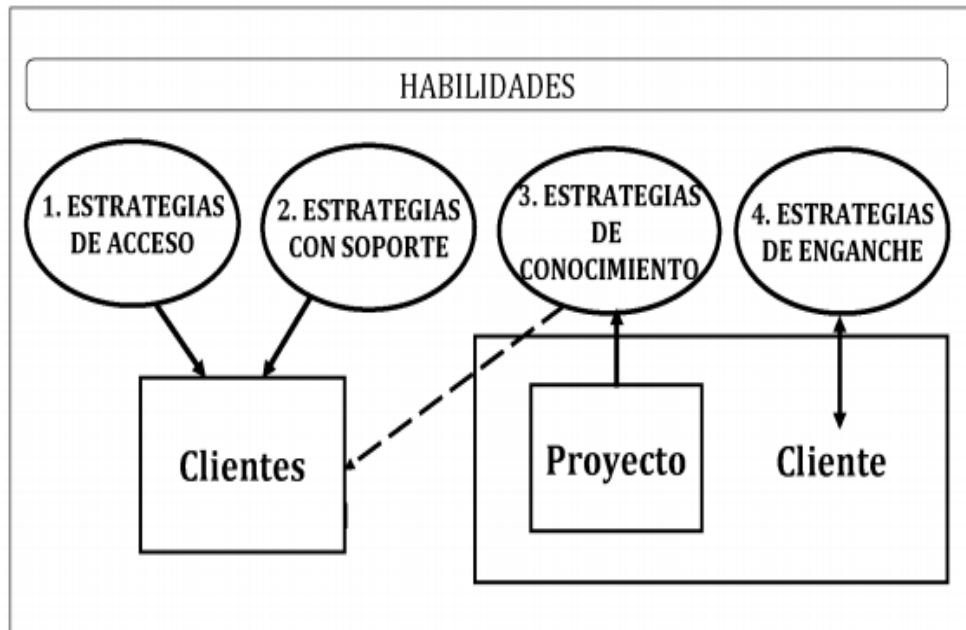 HABILIDADES
1. ESTRATEGIAS
DE ACCESO
2. ESTRATEGIAS
CON SOPORTE
3. ESTRATEGIAS
DE
CONOCIMIENTO
4. ESTRATEGIAS
DE ENGANCHE
Clientes
Proyecto
Cliente